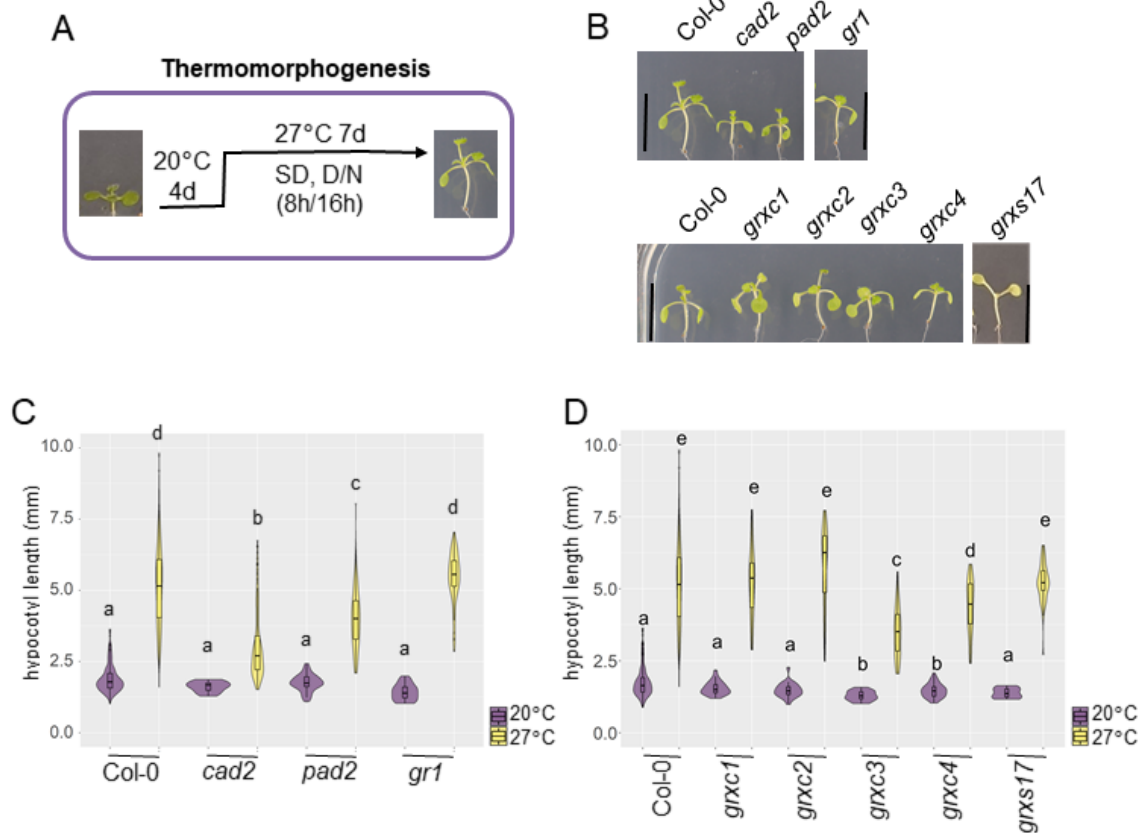 A
Thermomorphogenesis
20°C
4d
27°C 7d
SD, D/N
(8h/16h)
B
Col-0 cad2 pad2 gr1
Col-0 grxc1 grxc2 grxc3 grxc4 grxs17
C
hypocotyl length (mm)
10.0
7.5
5.0
2.5
0.0
a d a b a c a d
20°C
27°C
Col-0 cad2 pad2 gr1
D
hypocotyl length (mm)
10.0
7.5
5.0
2.5
0.0
a e a e a e b c b d a e
20°C
27°C
Col-0 grxc1 grxc2 grxc3 grxc4 grxs17